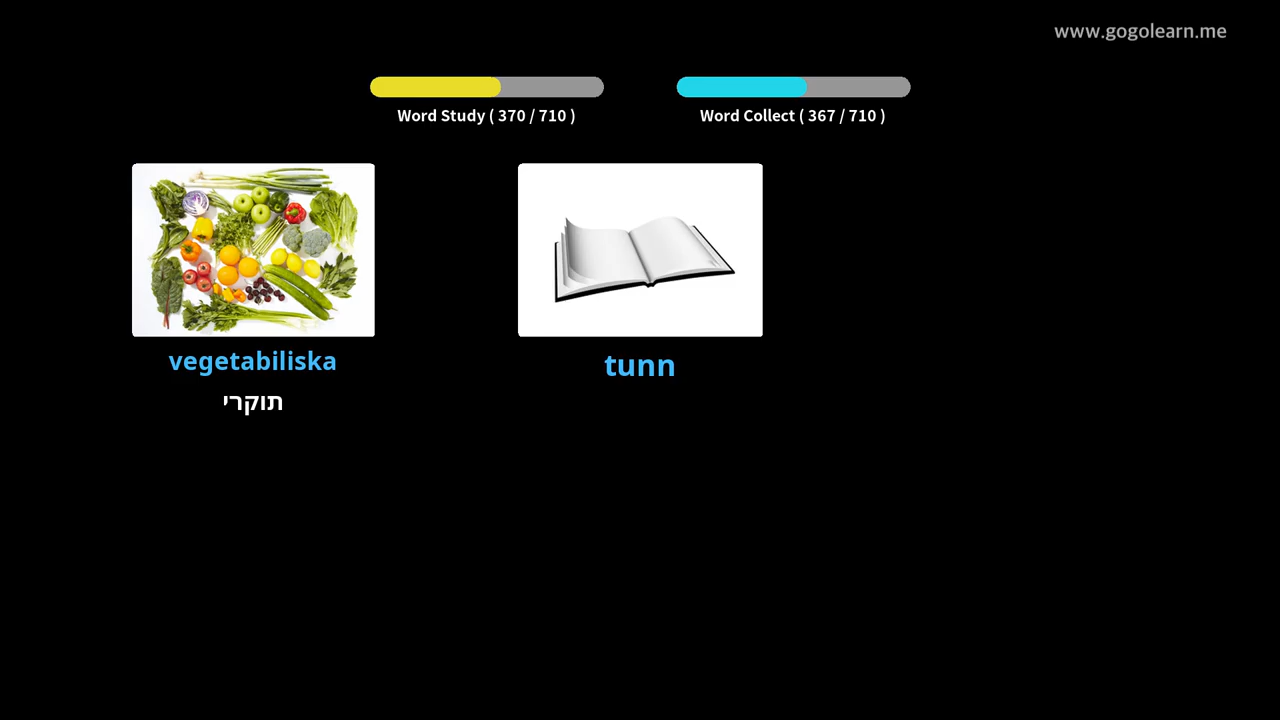 www.gogolearn.me
Word Study ( 370 / 710 )
Word Collect ( 367 / 710 )
vegetabiliska
תוקרי
tunn